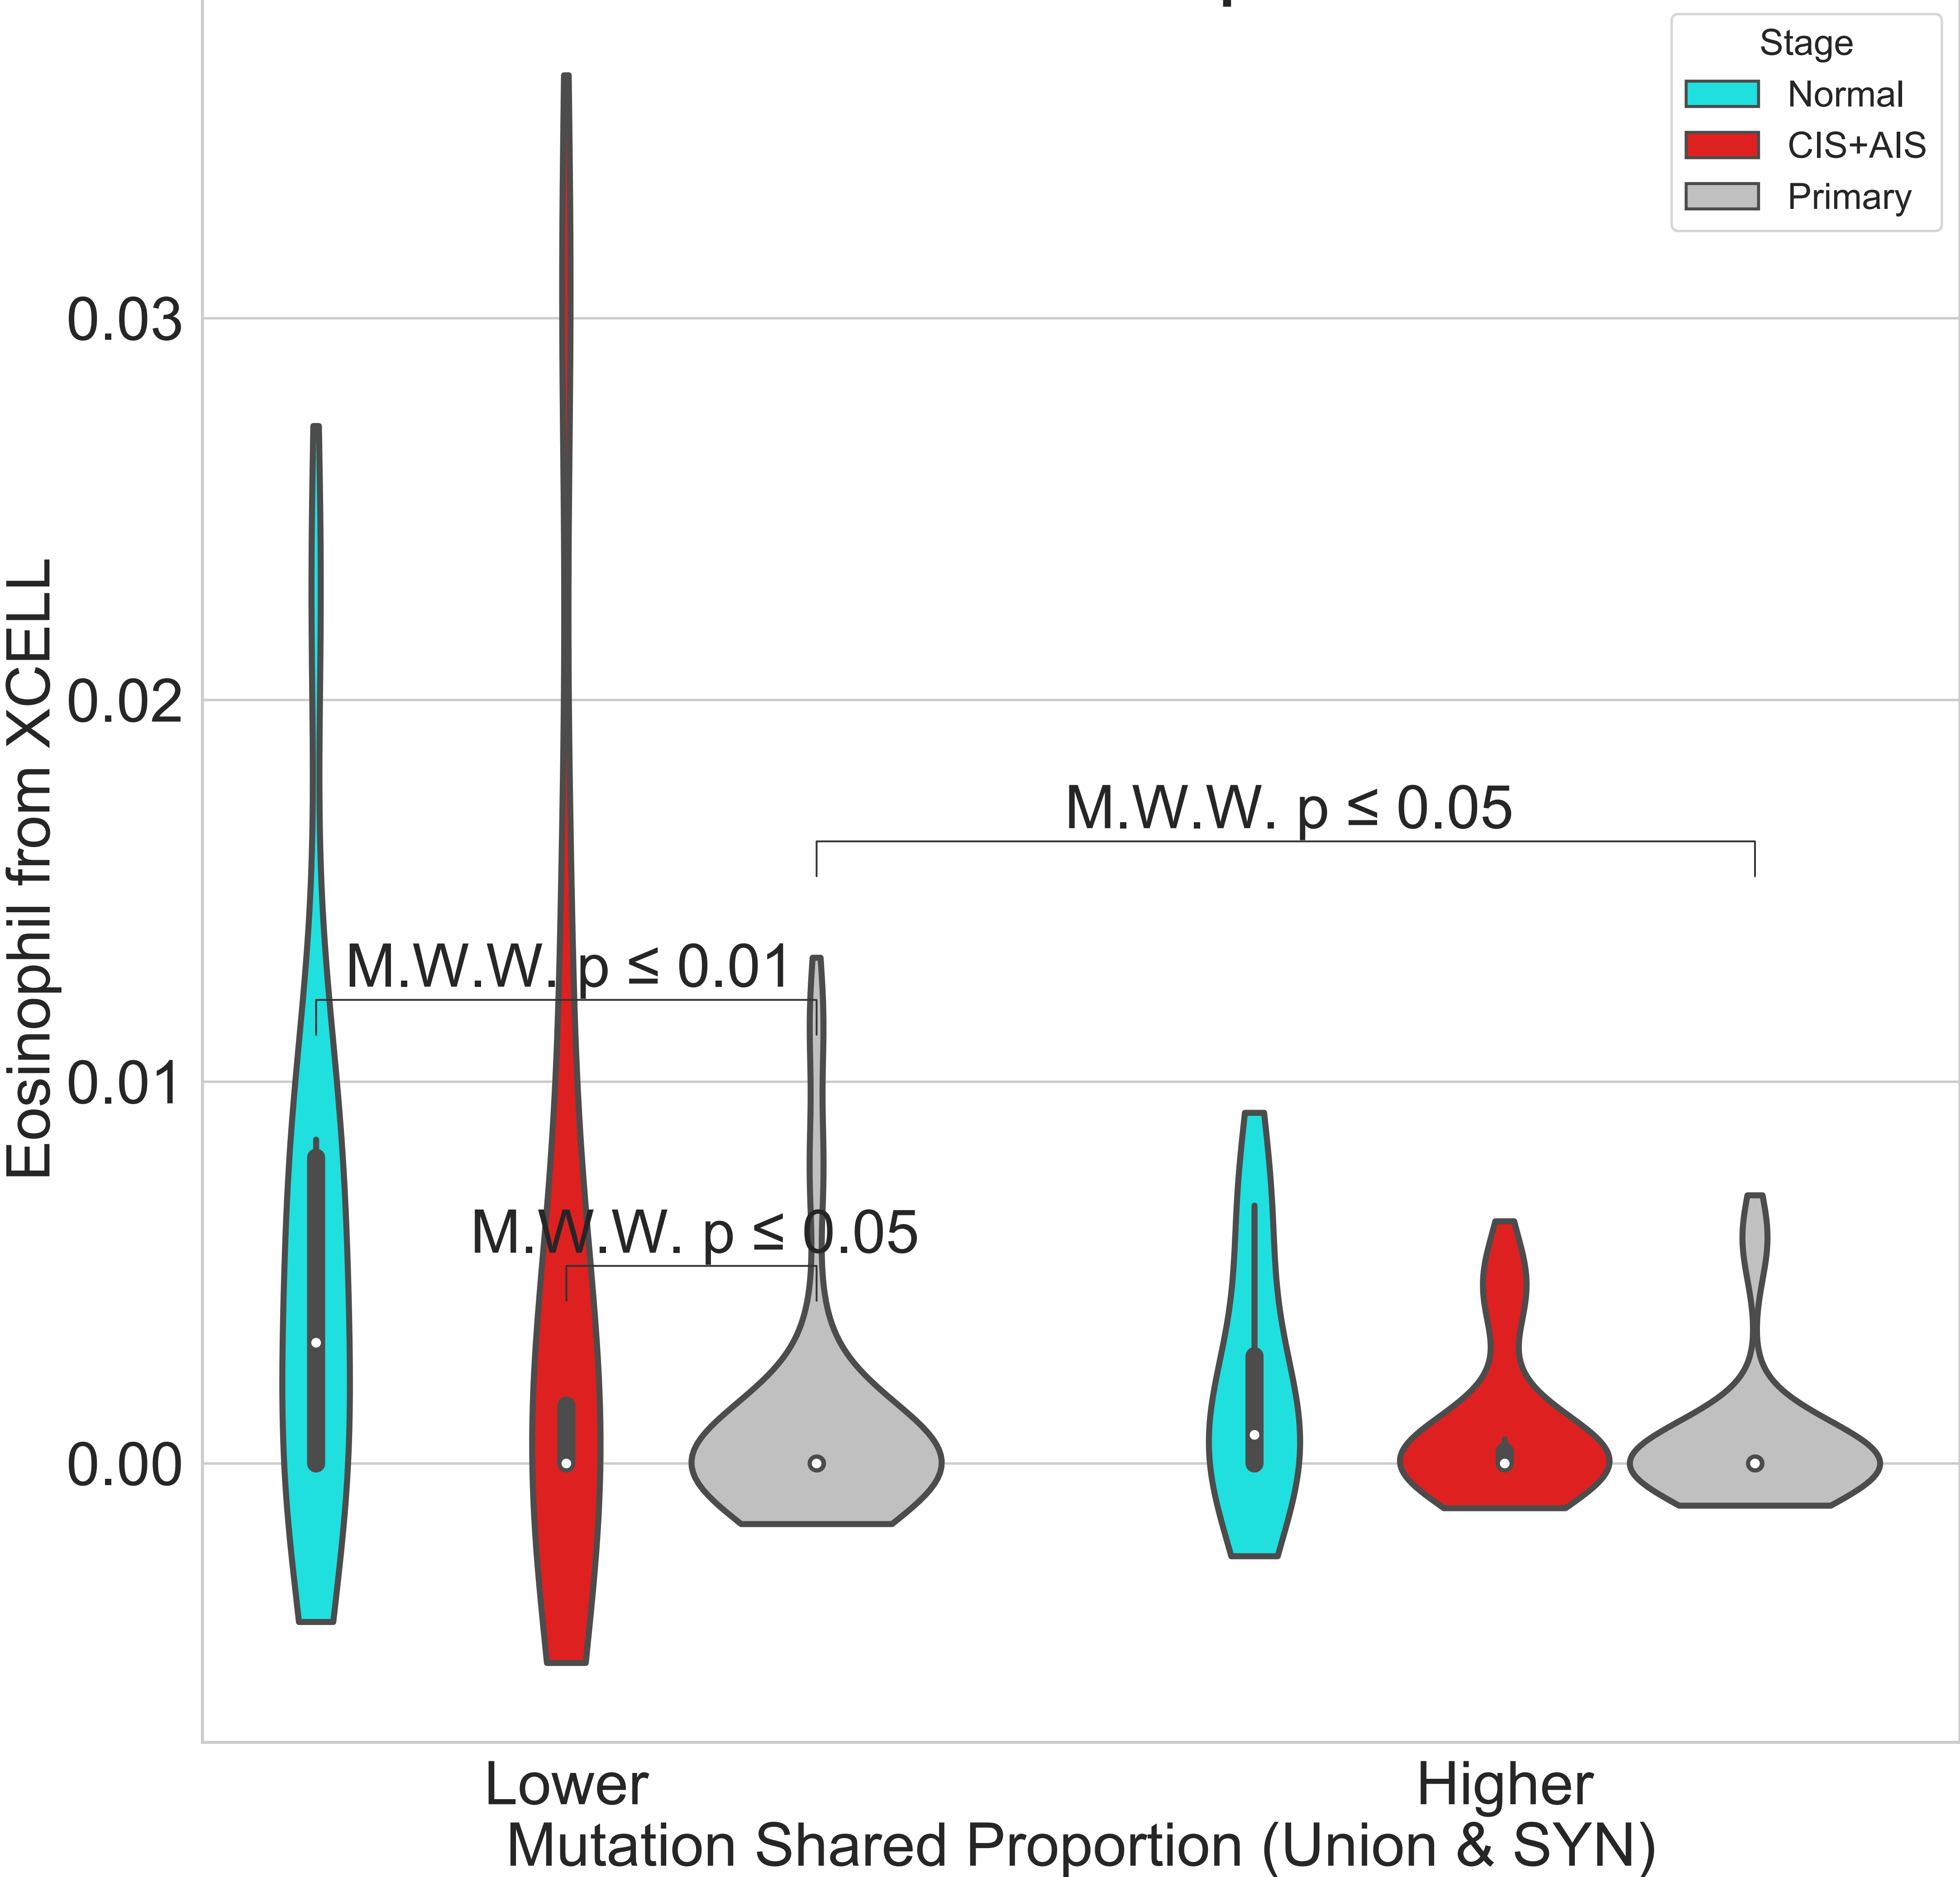 Stage
Normal
CIS+AIS
Primary
0.03
0.02
0.01
0.00
Eosinophil from XCELL
M.W.W. p ≤ 0.05
M.W.W. p ≤ 0.01
M.W.W. p ≤ 0.05
Lower
Higher
Mutation Shared Proportion (Union & SYN)